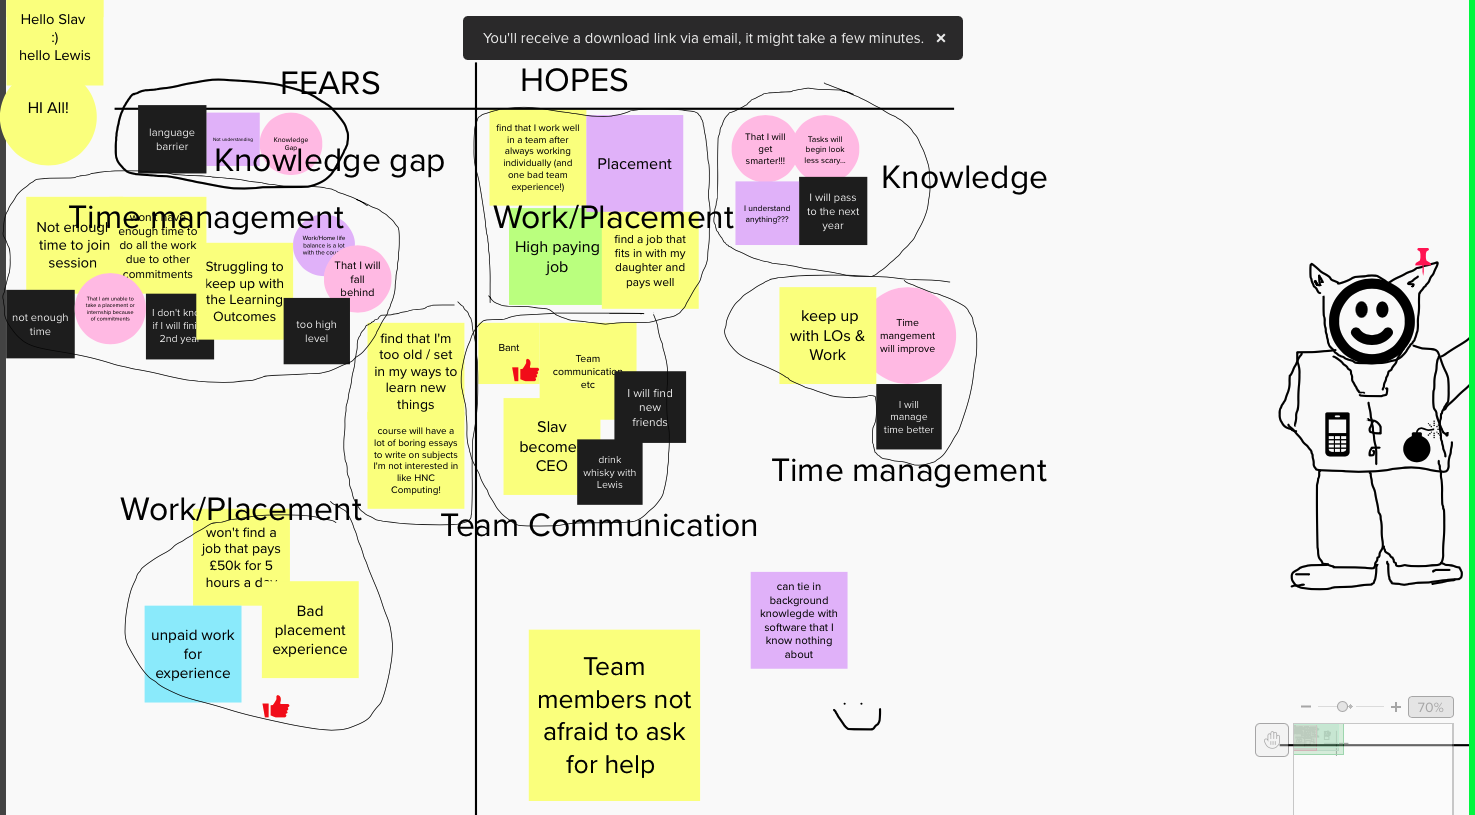 Hello Slav
:)
hello Lewis
HI All!
You'll receive a download link via email, it might take a few minutes.
FEARS
HOPES
language
barrier
Not understanding
Knowledge
Gap
Knowledge gap
Time management
Not enough
time to join
session
won't have
enough time to
do all the work
due to other
commitments
Work/Home life
balance is a lot
with the
That I will
fall
behind
Struggling to
keep up with
the Learning
Outcomes
not enough
time
That I am unable to
take a placement or
internship because
of commitments
I don't
if I will
2nd year
too high
level
find that I'm
too old / set
in my ways to
learn new
things
course will have a
lot of boring essays
to write on subjects
I'm not interested in
like HNC
Computing!
Work/Placement
won't find a
job that pays
£50k for 5
hours a day
unpaid work
for
experience
Bad
placement
experience
find that I work well
in a team after
always working
individually (and
one bad team
experience!)
Placement
Work/Placement
High paying
job
find a job that
fits in with my
daughter and
pays well
That I will
get
smarter!!!
Tasks will
begin look
less scary...
I understand
anything???
I will pass
to the next
year
Knowledge
keep up
with LOs &
Work
Time
mangement
will improve
I will
manage
time better
Time management
Bant
Team
communication
etc
I will find
new
friends
Slav
become
CEO
drink
whisky with
Lewis
Team Communication
can tie in
background
knowlegde with
software that I
know nothing
about
Team
members not
afraid to ask
for help
70%